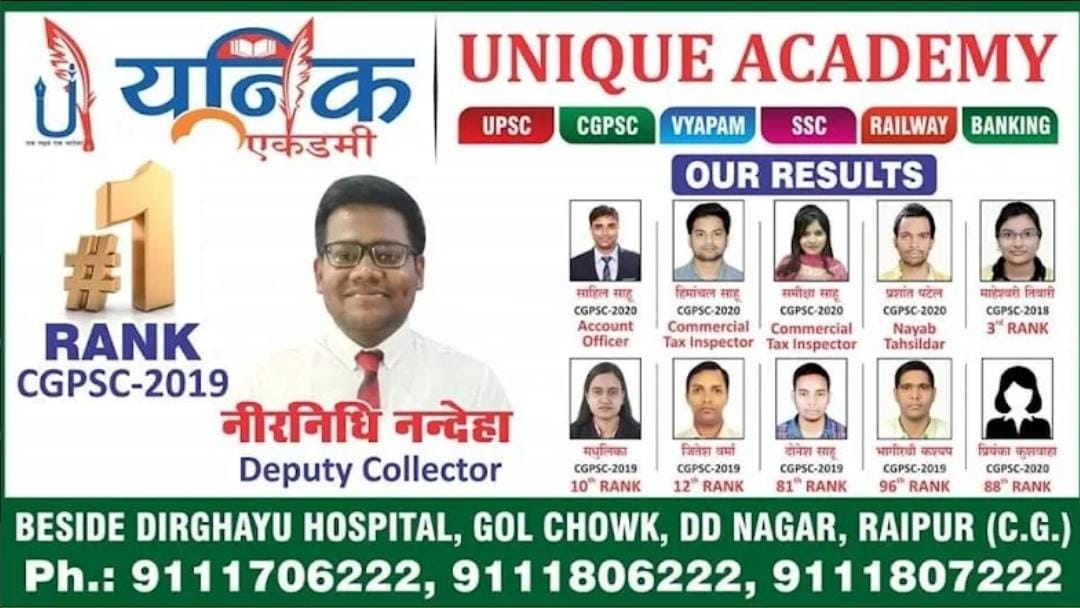 यूनिक
एकेडमी
UNIQUE ACADEMY
UPSC CGPSC VYAPAM SSC RAILWAY BANKING
#1
RANK
CGPSC-2019
नीरनिधि नन्देहा
Deputy Collector
OUR RESULTS
साहिल साहू
CGPSC-2020
Account
Officer
हिमांचल साहू
CGPSC-2020
Commercial
Tax Inspector
समीक्षा साहू
CGPSC-2020
Commercial
Tax Inspector
प्रशांत पटेल
CGPSC-2020
Nayab
Tahsildar
माहेश्वरी तिवारी
CGPSC-2018
3rd RANK
मधुलिका
CGPSC-2019
10th RANK
जितेश वर्मा
CGPSC-2019
12th RANK
दोनेश साहू
CGPSC-2019
81th RANK
भागीरथी कश्यप
CGPSC-2019
96th RANK
प्रियंका कुशवाहा
CGPSC-2020
88th RANK
BESIDE DIRGHAYU HOSPITAL, GOL CHOWK, DD NAGAR, RAIPUR (C.G.)
Ph.: 9111706222, 9111806222, 9111807222